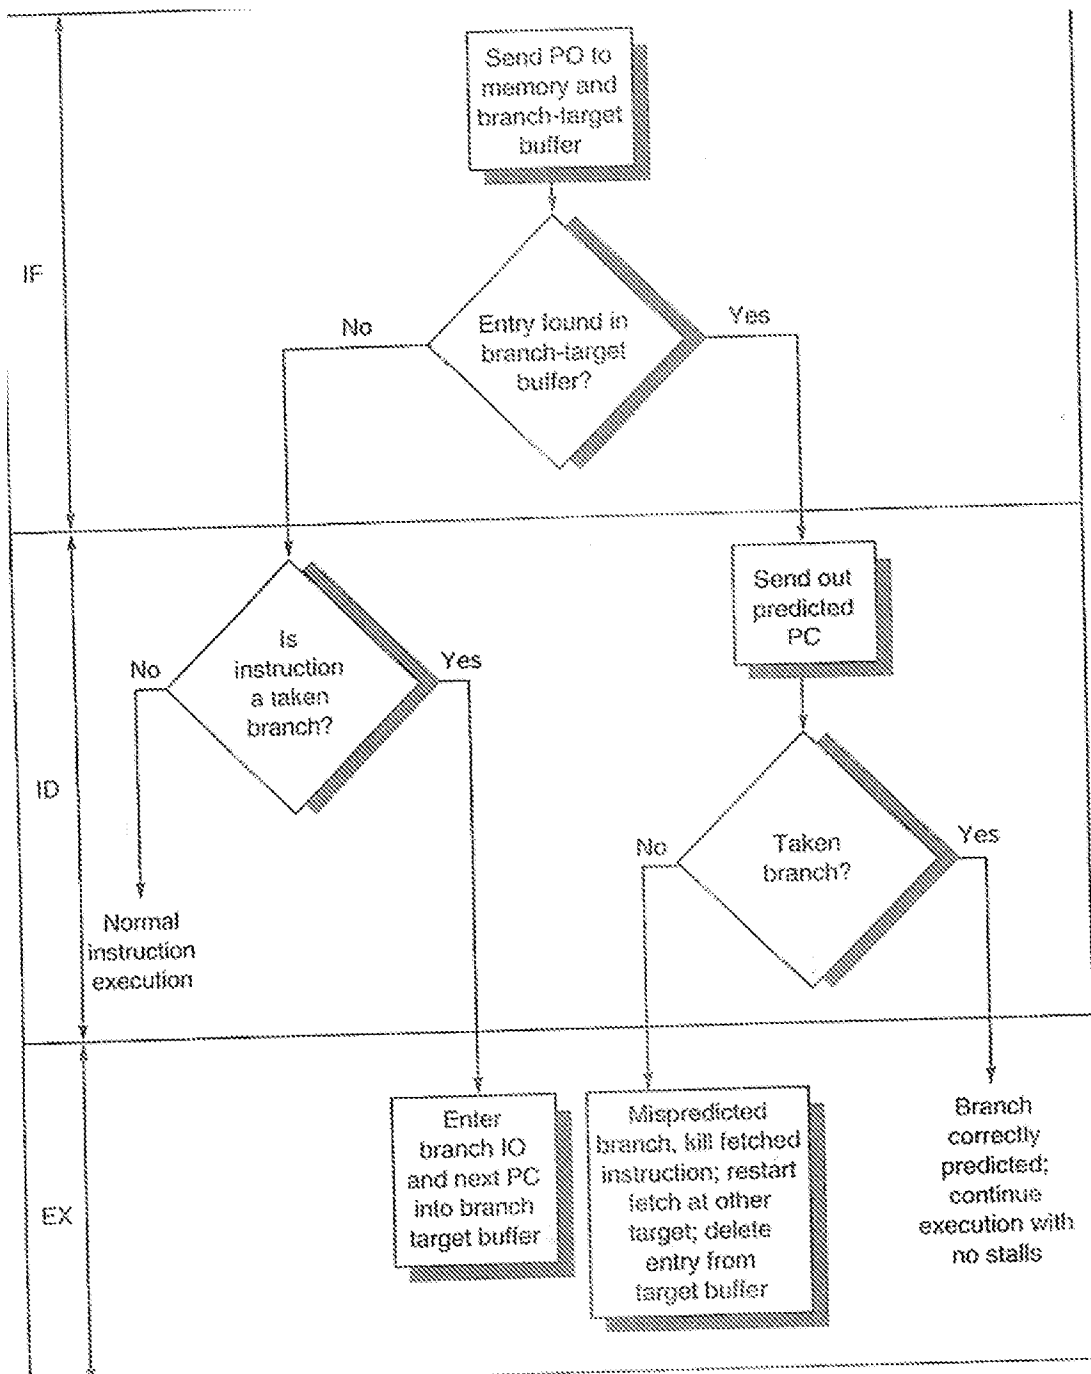 Send PO to
memory and
branch-target
buffer
IF
No
Entry found in
branch-target
buffer?
Yes
Is
instruction
a taken
branch?
No
Yes
Send out
predicted
PC
ID
No
Taken
branch?
Yes
Normal
instruction
execution
EX
Enter
branch IO
and next PC
into branch
target buffer
Mispredicted
branch, kill fetched
instruction; restart
fetch at other
target; delete
entry from
target buffer
Branch
correctly
predicted;
continue
execution with
no stalls